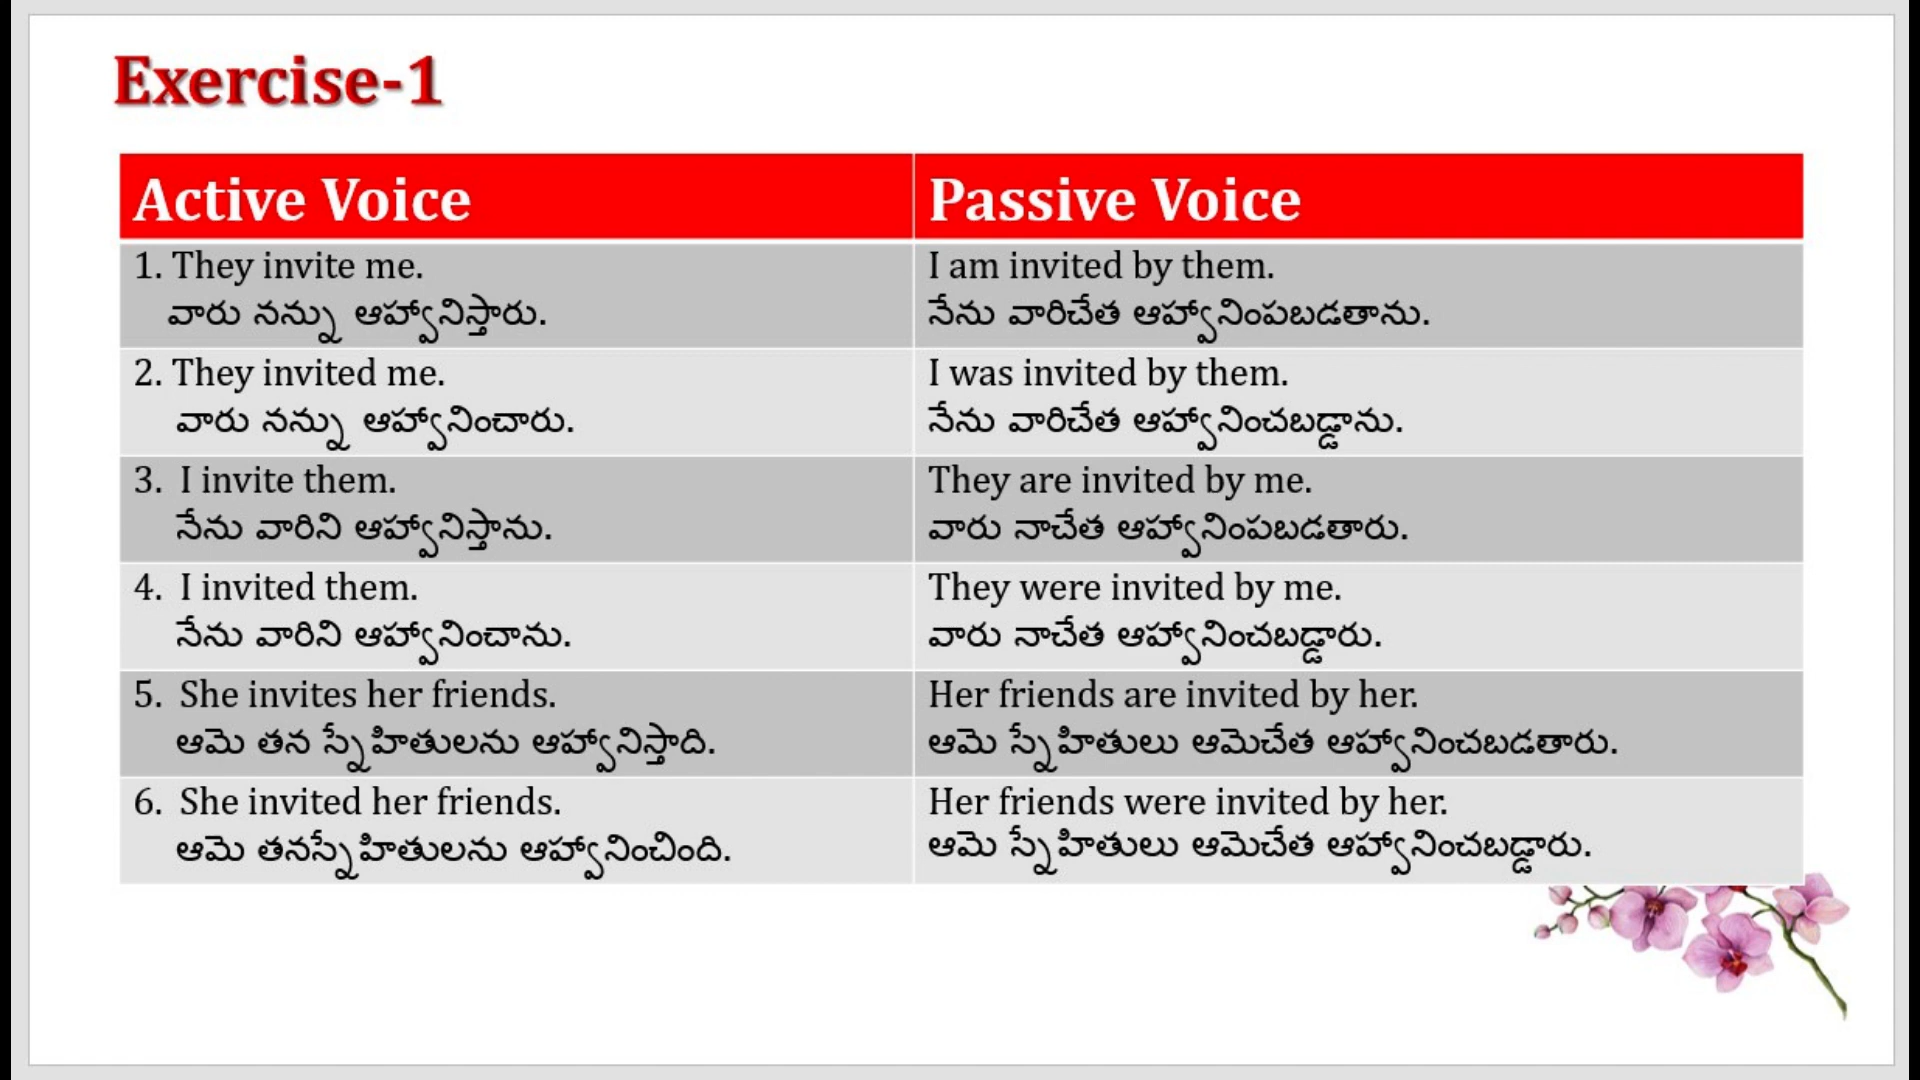 Exercise-1
Active Voice
Passive Voice
1. They invite me.
వారు నన్ను ఆహ్వానిస్తారు.
I am invited by them.
నేను వారిచేత ఆహ్వానింపబడతాను.
2. They invited me.
వారు నన్ను ఆహ్వానించారు.
I was invited by them.
నేను వారిచేత ఆహ్వానించబడ్డాను.
3. I invite them.
నేను వారిని ఆహ్వానిస్తాను.
They are invited by me.
వారు నాచేత ఆహ్వానింపబడతారు.
4. I invited them.
నేను వారిని ఆహ్వానించాను.
They were invited by me.
వారు నాచేత ఆహ్వానించబడ్డారు.
5. She invites her friends.
ఆమె తన స్నేహితులను ఆహ్వానిస్తాది.
Her friends are invited by her.
ఆమె స్నేహితులు ఆమెచేత ఆహ్వానించబడతారు.
6. She invited her friends.
ఆమె తనస్నేహితులను ఆహ్వానించింది.
Her friends were invited by her.
ఆమె స్నేహితులు ఆమెచేత ఆహ్వానించబడ్డారు.